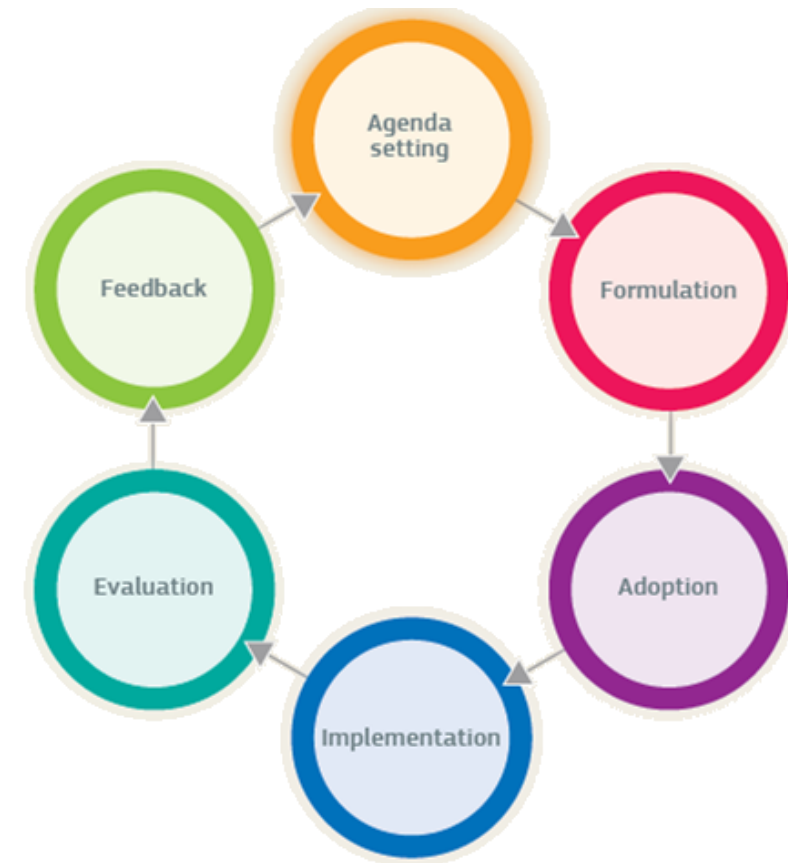 Agenda
setting
Formulation
Adoption
Implementation
Evaluation
Feedback